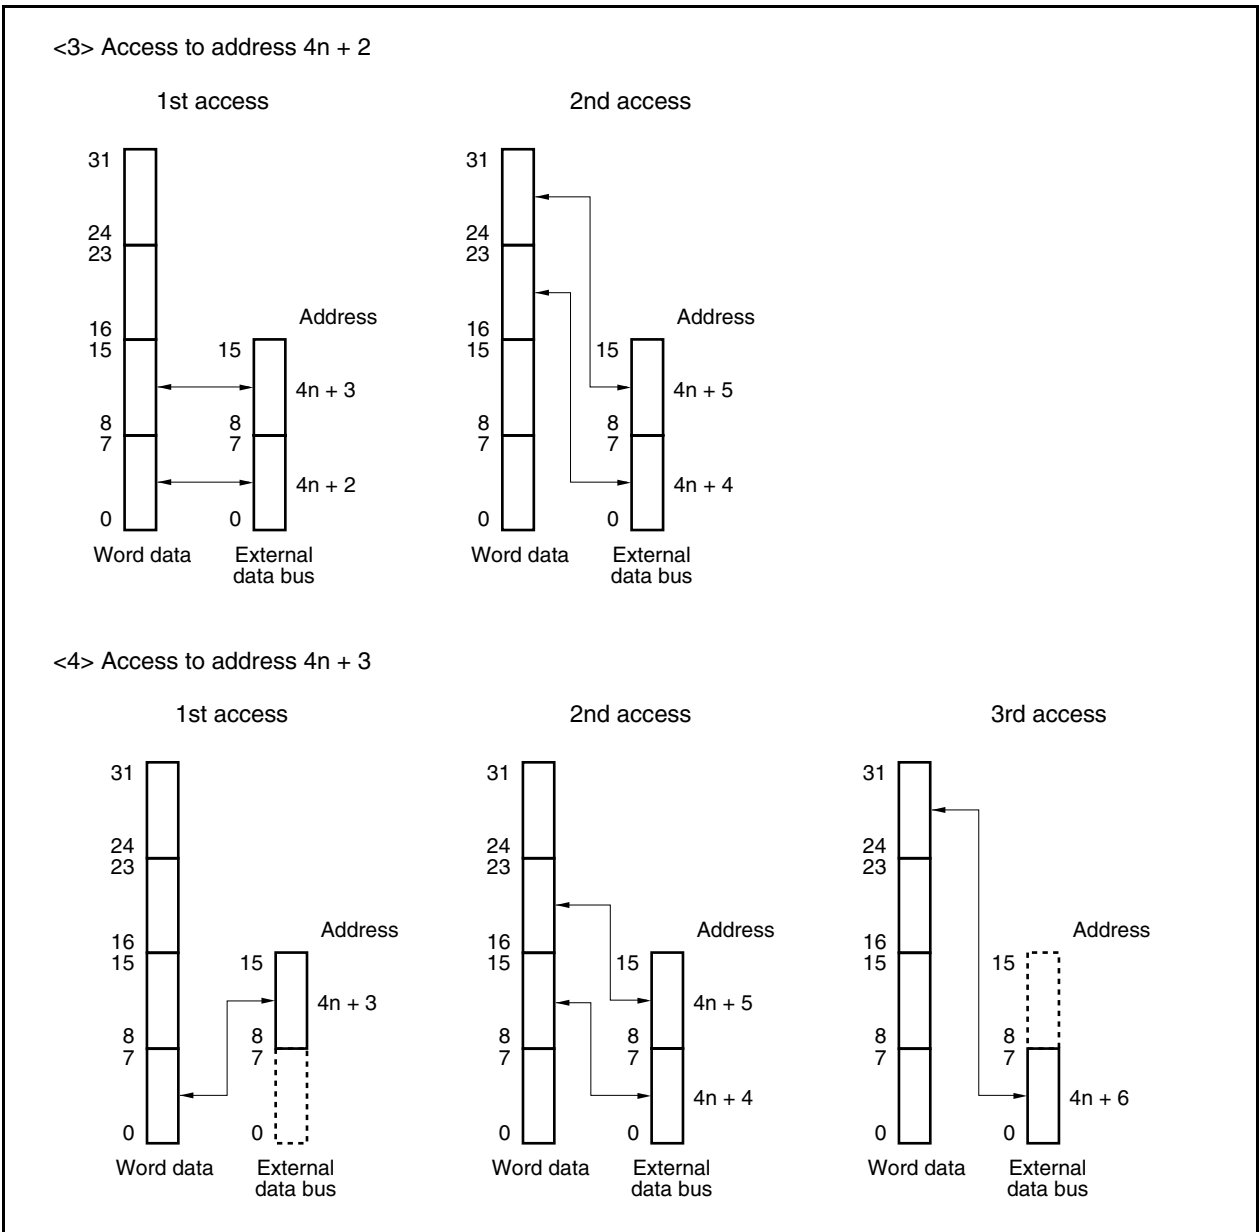 <3> Access to address 4n + 2
1st access 2nd access
31 31
24 24
23 23
Address Address
16 16
15 15 15 15
4n + 3 4n + 5
8 8 8 8
7 7 7 7
4n + 2 4n + 4
0 0 0 0
Word data External Word data External
data bus data bus
<4> Access to address 4n + 3
1st access 2nd access 3rd access
31 31 31
24 24 24
23 23 23
Address Address Address
16 16 16
15 15 15 15 15 15
4n + 3 4n + 5
8 8 8 8 8 8
7 7 7 7 7 7
4n + 4 4n + 6
0 0 0 0 0 0
Word data External Word data External Word data External
data bus data bus data bus